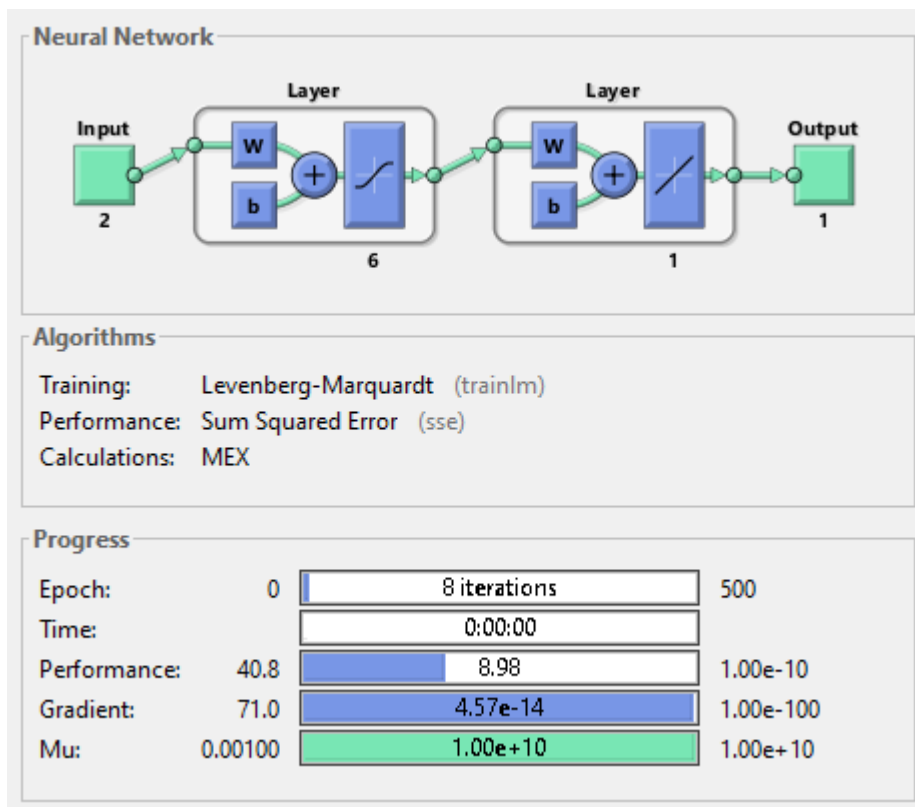 Neural Network
Layer Layer
Input Output
W W
b b
2 1
6 1
Algorithms
Training: Levenberg-Marquardt (trainlm)
Performance: Sum Squared Error (sse)
Calculations: MEX
Progress
Epoch: 0 8 iterations 500
Time: 0:00:00
Performance: 40.8 8.98 1.00e-10
Gradient: 71.0 4.57e-14 1.00e-100
Mu: 0.00100 1.00e+10 1.00e+10